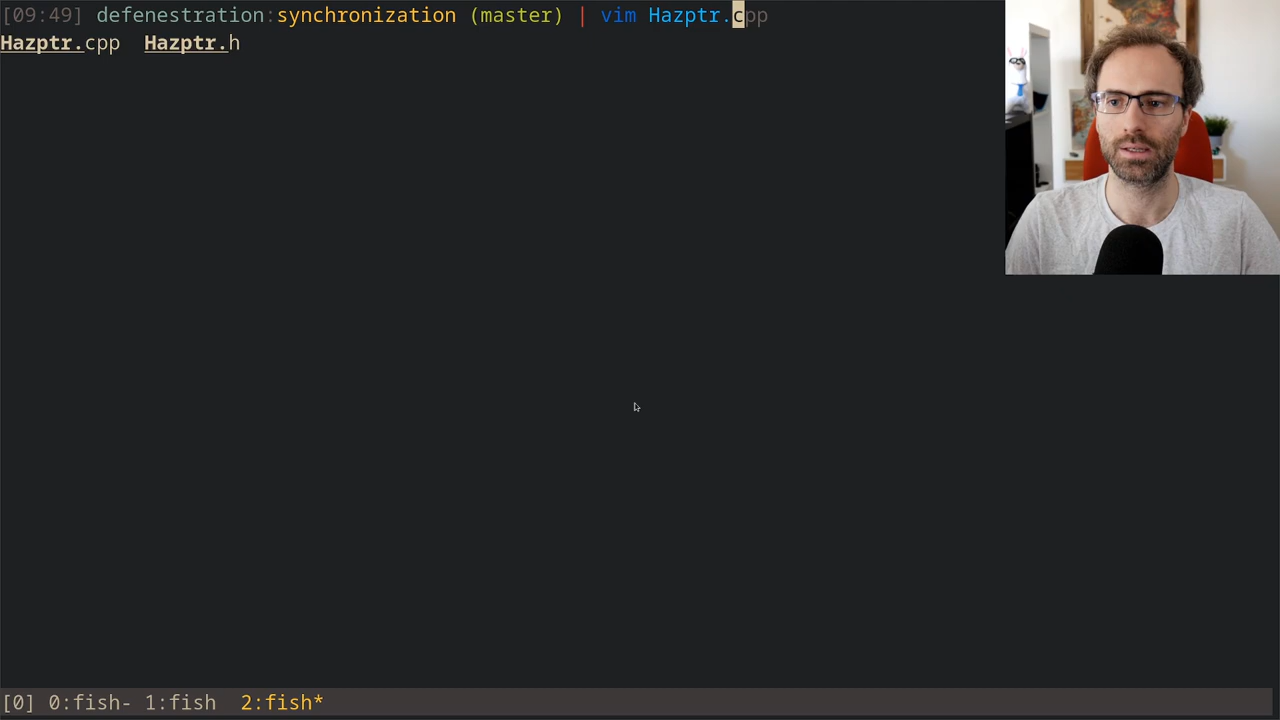 [09:49] defenestration:synchronization (master) | vim Hazptr.cpp
Hazptr.cpp  Hazptr.h
[0] 0:fish- 1:fish  2:fish*